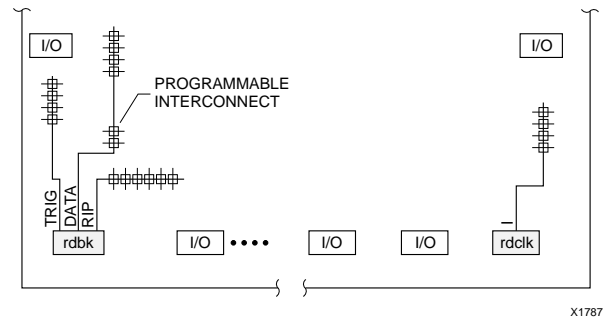 I/O
I/O
PROGRAMMABLE
INTERCONNECT
TRIG
DATA
RIP
I
rdbk
I/O
I/O
I/O
rdclk
X1787